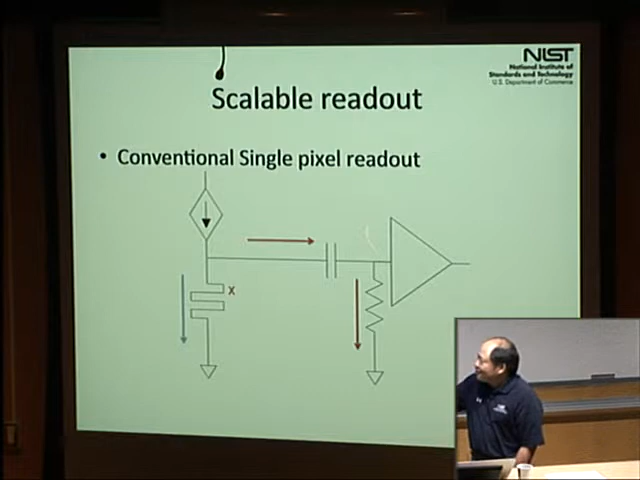 NIST
National Institute of
Standards and Technology
U.S. Department of Commerce
Scalable readout
• Conventional Single pixel readout
x